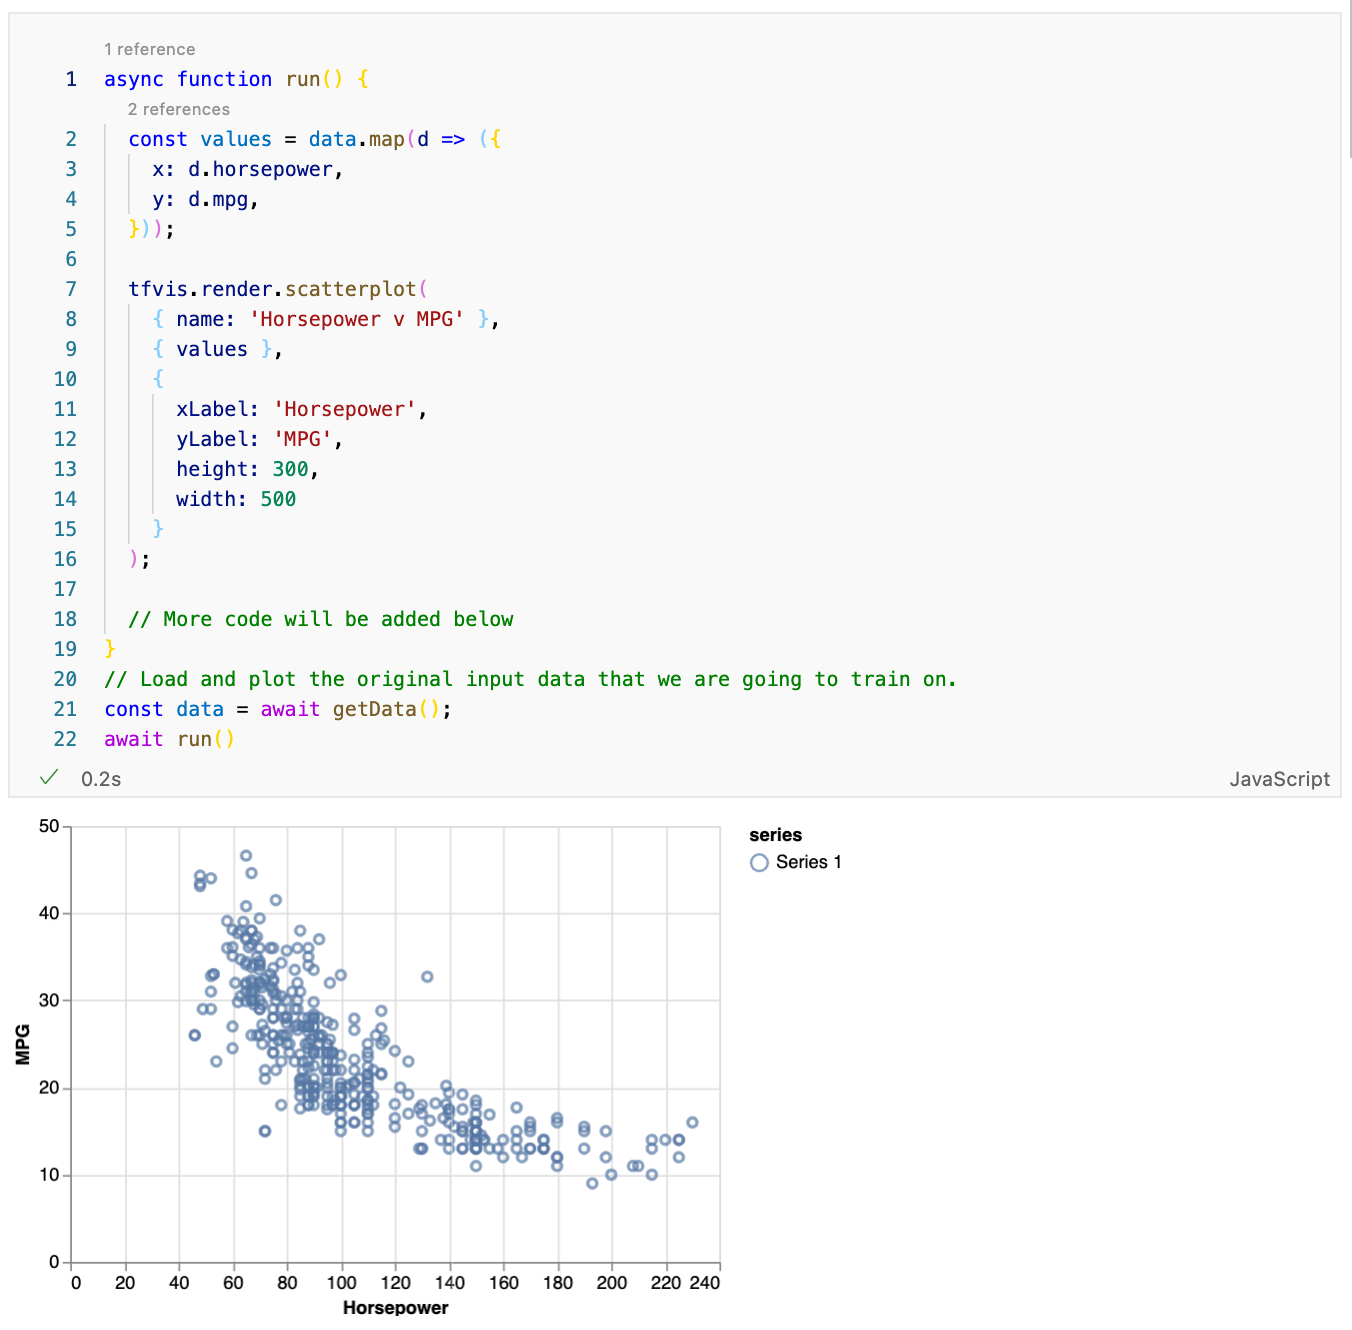 1 reference
1 async function run() {
2 references
2 const values = data.map(d => ({
3 x: d.horsepower,
4 y: d.mpg,
5 }));
6
7 tfvis.render.scatterplot(
8 { name: 'Horsepower v MPG' },
9 { values },
10 {
11 xLabel: 'Horsepower',
12 yLabel: 'MPG',
13 height: 300,
14 width: 500
15 }
16 );
17
18 // More code will be added below
19 }
20 // Load and plot the original input data that we are going to train on.
21 const data = await getData();
22 await run()
0.2s JavaScript
50
40
30
20
10
0
MPG
0 20 40 60 80 100 120 140 160 180 200 220 240
Horsepower
series
Series 1